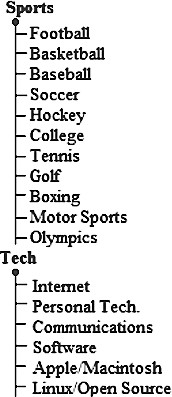 Sports
Football
Basketball
Baseball
Soccer
Hockey
College
Tennis
Golf
Boxing
Motor Sports
Olympics
Tech
Internet
Personal Tech.
Communications
Software
Apple/Macintosh
Linux/Open Source